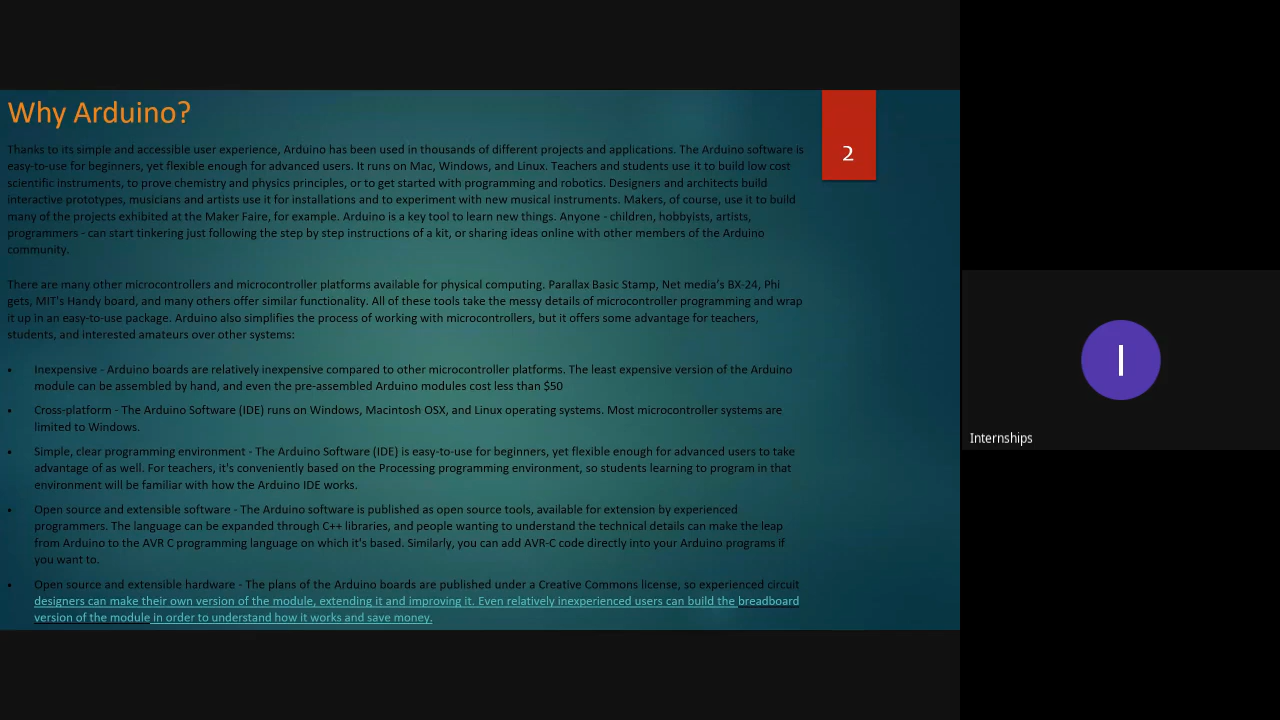 Why Arduino?
2
Thanks to its simple and accessible user experience, Arduino has been used in thousands of different projects and applications. The Arduino software is
easy-to-use for beginners, yet flexible enough for advanced users. It runs on Mac, Windows, and Linux. Teachers and students use it to build low cost
scientific instruments, to prove chemistry and physics principles, or to get started with programming and robotics. Designers and architects build
interactive prototypes, musicians and artists use it for installations and to experiment with new musical instruments. Makers, of course, use it to build
many of the projects exhibited at the Maker Faire, for example. Arduino is a key tool to learn new things. Anyone - children, hobbyists, artists,
programmers - can start tinkering just following the step by step instructions of a kit, or sharing ideas online with other members of the Arduino
community.
There are many other microcontrollers and microcontroller platforms available for physical computing. Parallax Basic Stamp, Net media's BX-24, Phi
gets, MIT's Handy board, and many others offer similar functionality. All of these tools take the messy details of microcontroller programming and wrap
it up in an easy-to-use package. Arduino also simplifies the process of working with microcontrollers, but it offers some advantage for teachers,
students, and interested amateurs over other systems:
• Inexpensive - Arduino boards are relatively inexpensive compared to other microcontroller platforms. The least expensive version of the Arduino
module can be assembled by hand, and even the pre-assembled Arduino modules cost less than $50
• Cross-platform - The Arduino Software (IDE) runs on Windows, Macintosh OSX, and Linux operating systems. Most microcontroller systems are
limited to Windows.
• Simple, clear programming environment - The Arduino Software (IDE) is easy-to-use for beginners, yet flexible enough for advanced users to take
advantage of as well. For teachers, it's conveniently based on the Processing programming environment, so students learning to program in that
environment will be familiar with how the Arduino IDE works.
• Open source and extensible software - The Arduino software is published as open source tools, available for extension by experienced
programmers. The language can be expanded through C++ libraries, and people wanting to understand the technical details can make the leap
from Arduino to the AVR C programming language on which it's based. Similarly, you can add AVR-C code directly into your Arduino programs if
you want to.
• Open source and extensible hardware - The plans of the Arduino boards are published under a Creative Commons license, so experienced circuit
designers can make their own version of the module, extending it and improving it. Even relatively inexperienced users can build the breadboard
version of the module in order to understand how it works and save money.
I
Internships